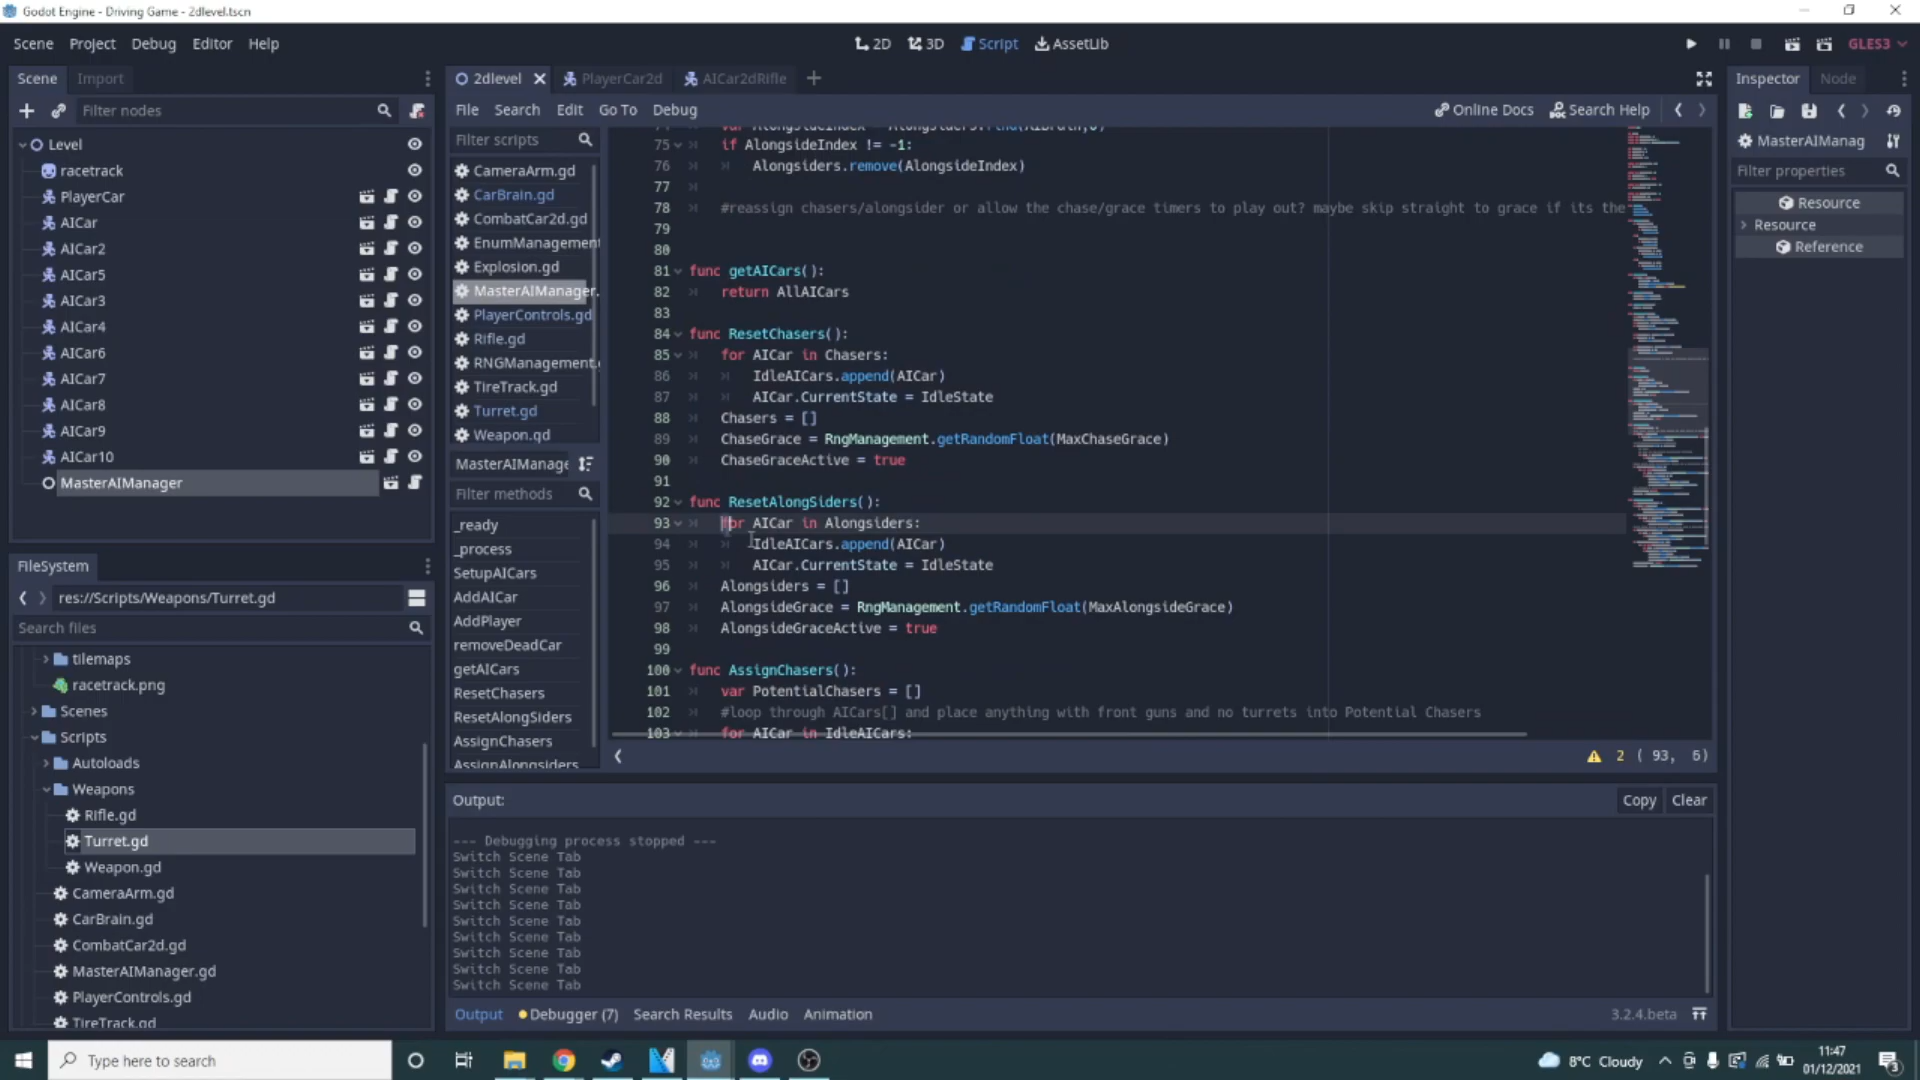 Godot Engine - Driving Game - 2dlevel.tscn
Scene Project Debug Editor Help
2D 3D Script AssetLib
GLES3
Scene Import
Filter nodes
Level
racetrack
PlayerCar
AICar
AICar2
AICar5
AICar3
AICar4
AICar6
AICar7
AICar8
AICar9
AICar10
MasterAIManager
FileSystem
res://Scripts/Weapons/Turret.gd
Search files
tilemaps
racetrack.png
Scenes
Scripts
Autoloads
Weapons
Rifle.gd
Turret.gd
Weapon.gd
CameraArm.gd
CarBrain.gd
CombatCar2d.gd
MasterAIManager.gd
PlayerControls.gd
TireTrack.gd
2dlevel PlayerCar2d AICar2dRifle
File Search Edit Go To Debug
Online Docs Search Help
Filter scripts
CameraArm.gd
CarBrain.gd
CombatCar2d.gd
EnumManagement
Explosion.gd
MasterAIManager.
PlayerControls.gd
Rifle.gd
RNGManagement.
TireTrack.gd
Turret.gd
Weapon.gd
MasterAIManage
Filter methods
_ready
_process
SetupAICars
AddAICar
AddPlayer
removeDeadCar
getAICars
ResetChasers
ResetAlongSiders
AssignChasers
AssignAlongsiders
75 if AlongsideIndex != -1:
76 Alongsiders.remove(AlongsideIndex)
77
78 #reassign chasers/alongsider or allow the chase/grace timers to play out? maybe skip straight to grace if its the
79
80
81 func getAICars():
82 return AllAICars
83
84 func ResetChasers():
85 for AICar in Chasers:
86 IdleAICars.append(AICar)
87 AICar.CurrentState = IdleState
88 Chasers = []
89 ChaseGrace = RngManagement.getRandomFloat(MaxChaseGrace)
90 ChaseGraceActive = true
91
92 func ResetAlongSiders():
93 for AICar in Alongsiders:
94 IdleAICars.append(AICar)
95 AICar.CurrentState = IdleState
96 Alongsiders = []
97 AlongsideGrace = RngManagement.getRandomFloat(MaxAlongsideGrace)
98 AlongsideGraceActive = true
99
100 func AssignChasers():
101 var PotentialChasers = []
102 #loop through AICars[] and place anything with front guns and no turrets into Potential Chasers
103 for AICar in IdleAICars:
2 ( 93, 6)
Output:
Copy Clear
--- Debugging process stopped ---
Switch Scene Tab
Switch Scene Tab
Switch Scene Tab
Switch Scene Tab
Switch Scene Tab
Switch Scene Tab
Switch Scene Tab
Switch Scene Tab
Switch Scene Tab
Output Debugger (7) Search Results Audio Animation
3.2.4.beta
Inspector Node
MasterAIManag
Filter properties
Resource
Resource
Reference
Type here to search
8°C Cloudy
11:47
01/12/2021
3